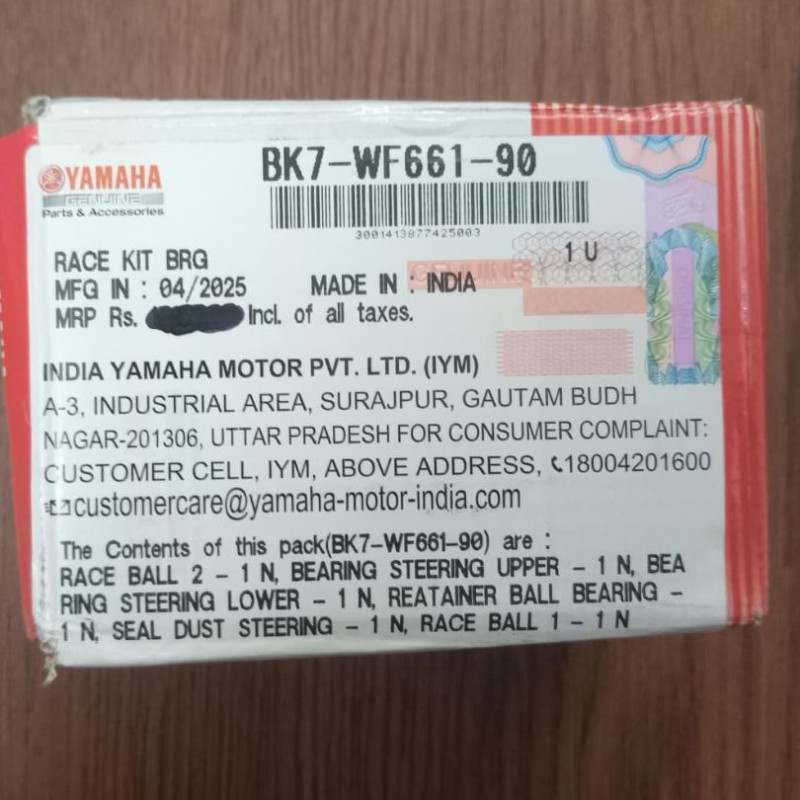 BK7-WF661-90
YAMAHA
GENUINE
Parts & Accessories
3001413977425003
RACE KIT BRG
1 U
GENUINE
MFG IN : 04/2025 MADE IN : INDIA
MRP Rs. Incl. of all taxes.
INDIA YAMAHA MOTOR PVT. LTD. (IYM)
A-3, INDUSTRIAL AREA, SURAJPUR, GAUTAM BUDH
NAGAR-201306, UTTAR PRADESH FOR CONSUMER COMPLAINT:
CUSTOMER CELL, IYM, ABOVE ADDRESS, 18004201600
customercare@yamaha-motor-india.com
The Contents of this pack(BK7-WF661-90) are :
RACE BALL 2 - 1 N, BEARING STEERING UPPER - 1 N, BEA
RING STEERING LOWER - 1 N, REATAINER BALL BEARING -
1 N, SEAL DUST STEERING - 1 N, RACE BALL 1 - 1 N